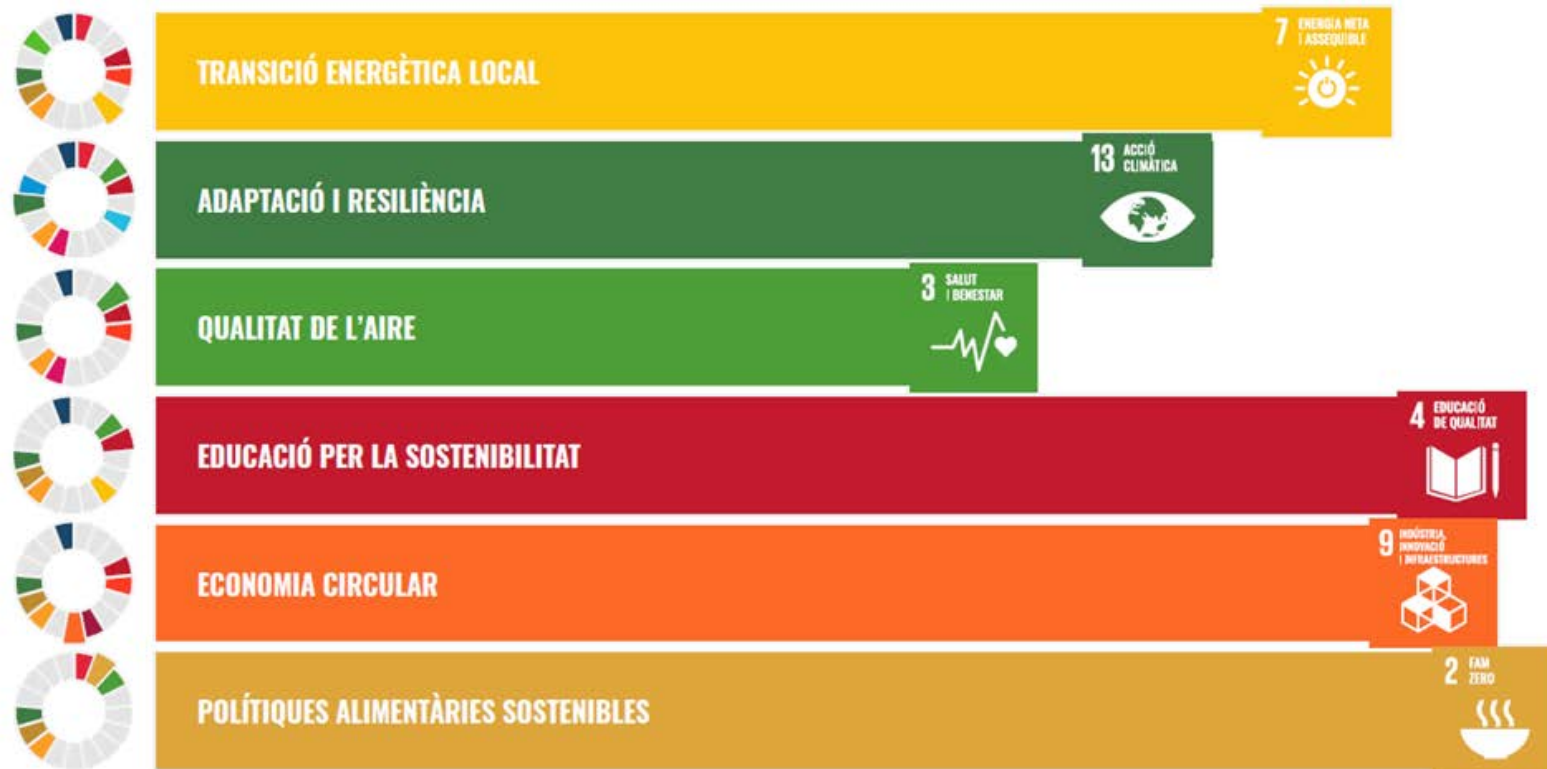 7 ENERGIA NETA
I ASSEQUIBLE
TRANSICIÓ ENERGÈTICA LOCAL
13 ACCIÓ
CLIMÀTICA
ADAPTACIÓ I RESILIÈNCIA
3 SALUT
I BENESTAR
QUALITAT DE L'AIRE
4 EDUCACIÓ
DE QUALITAT
EDUCACIÓ PER LA SOSTENIBILITAT
9 INDÚSTRIA,
INNOVACIÓ
I INFRAESTRUCTURES
ECONOMIA CIRCULAR
2 FAM
ZERO
POLÍTIQUES ALIMENTÀRIES SOSTENIBLES